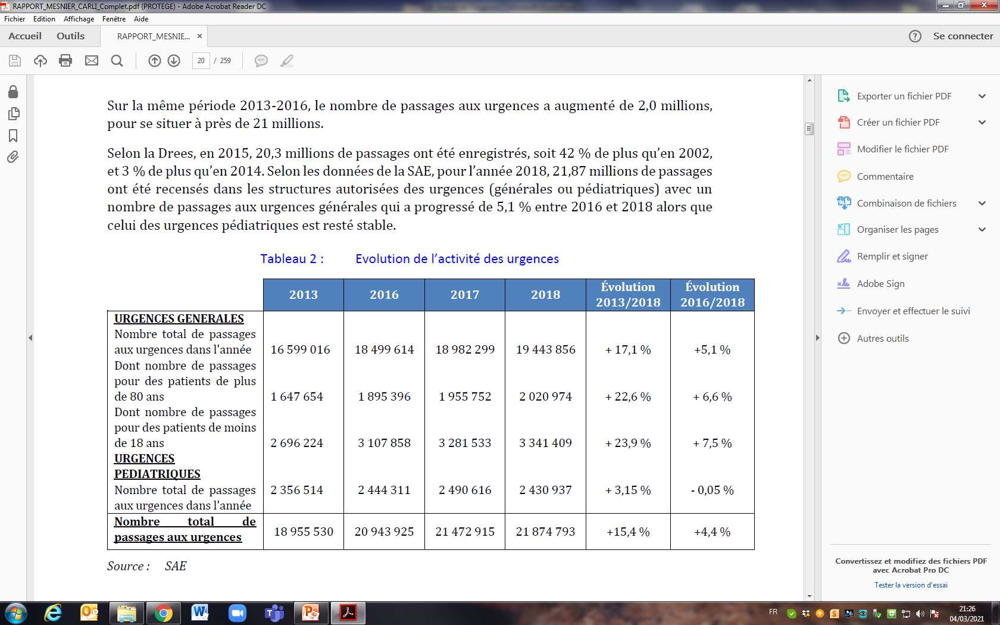 RAPPORT_MESNIER_CARLI_Complet.pdf (PROTEGE) - Adobe Acrobat Reader DC
Fichier Edition Affichage Fenêtre Aide
Accueil Outils RAPPORT_MESNIE... × ? Se connecter
20 / 259
Sur la même période 2013-2016, le nombre de passages aux urgences a augmenté de 2,0 millions,
pour se situer à près de 21 millions.
Selon la Drees, en 2015, 20,3 millions de passages ont été enregistrés, soit 42 % de plus qu’en 2002,
et 3 % de plus qu’en 2014. Selon les données de la SAE, pour l’année 2018, 21,87 millions de passages
ont été recensés dans les structures autorisées des urgences (générales ou pédiatriques) avec un
nombre de passages aux urgences générales qui a progressé de 5,1 % entre 2016 et 2018 alors que
celui des urgences pédiatriques est resté stable.
Tableau 2 : Evolution de l’activité des urgences
2013 2016 2017 2018 Évolution 2013/2018 Évolution 2016/2018
URGENCES GENERALES
Nombre total de passages
aux urgences dans l'année 16 599 016 18 499 614 18 982 299 19 443 856 + 17,1 % +5,1 %
Dont nombre de passages
pour des patients de plus
de 80 ans 1 647 654 1 895 396 1 955 752 2 020 974 + 22,6 % + 6,6 %
Dont nombre de passages
pour des patients de moins
de 18 ans 2 696 224 3 107 858 3 281 533 3 341 409 + 23,9 % + 7,5 %
URGENCES
PEDIATRIQUES
Nombre total de passages 2 356 514 2 444 311 2 490 616 2 430 937 + 3,15 % - 0,05 %
aux urgences dans l'année
Nombre total de
passages aux urgences 18 955 530 20 943 925 21 472 915 21 874 793 +15,4 % +4,4 %
Source : SAE
Exporter un fichier PDF
Créer un fichier PDF
Modifier le fichier PDF
Commentaire
Combinaison de fichiers
Organiser les pages
Remplir et signer
Adobe Sign
Envoyer et effectuer le suivi
Autres outils
Convertissez et modifiez des fichiers PDF
avec Acrobat Pro DC
Tester la version d'essai
FR
21:26
04/03/2021